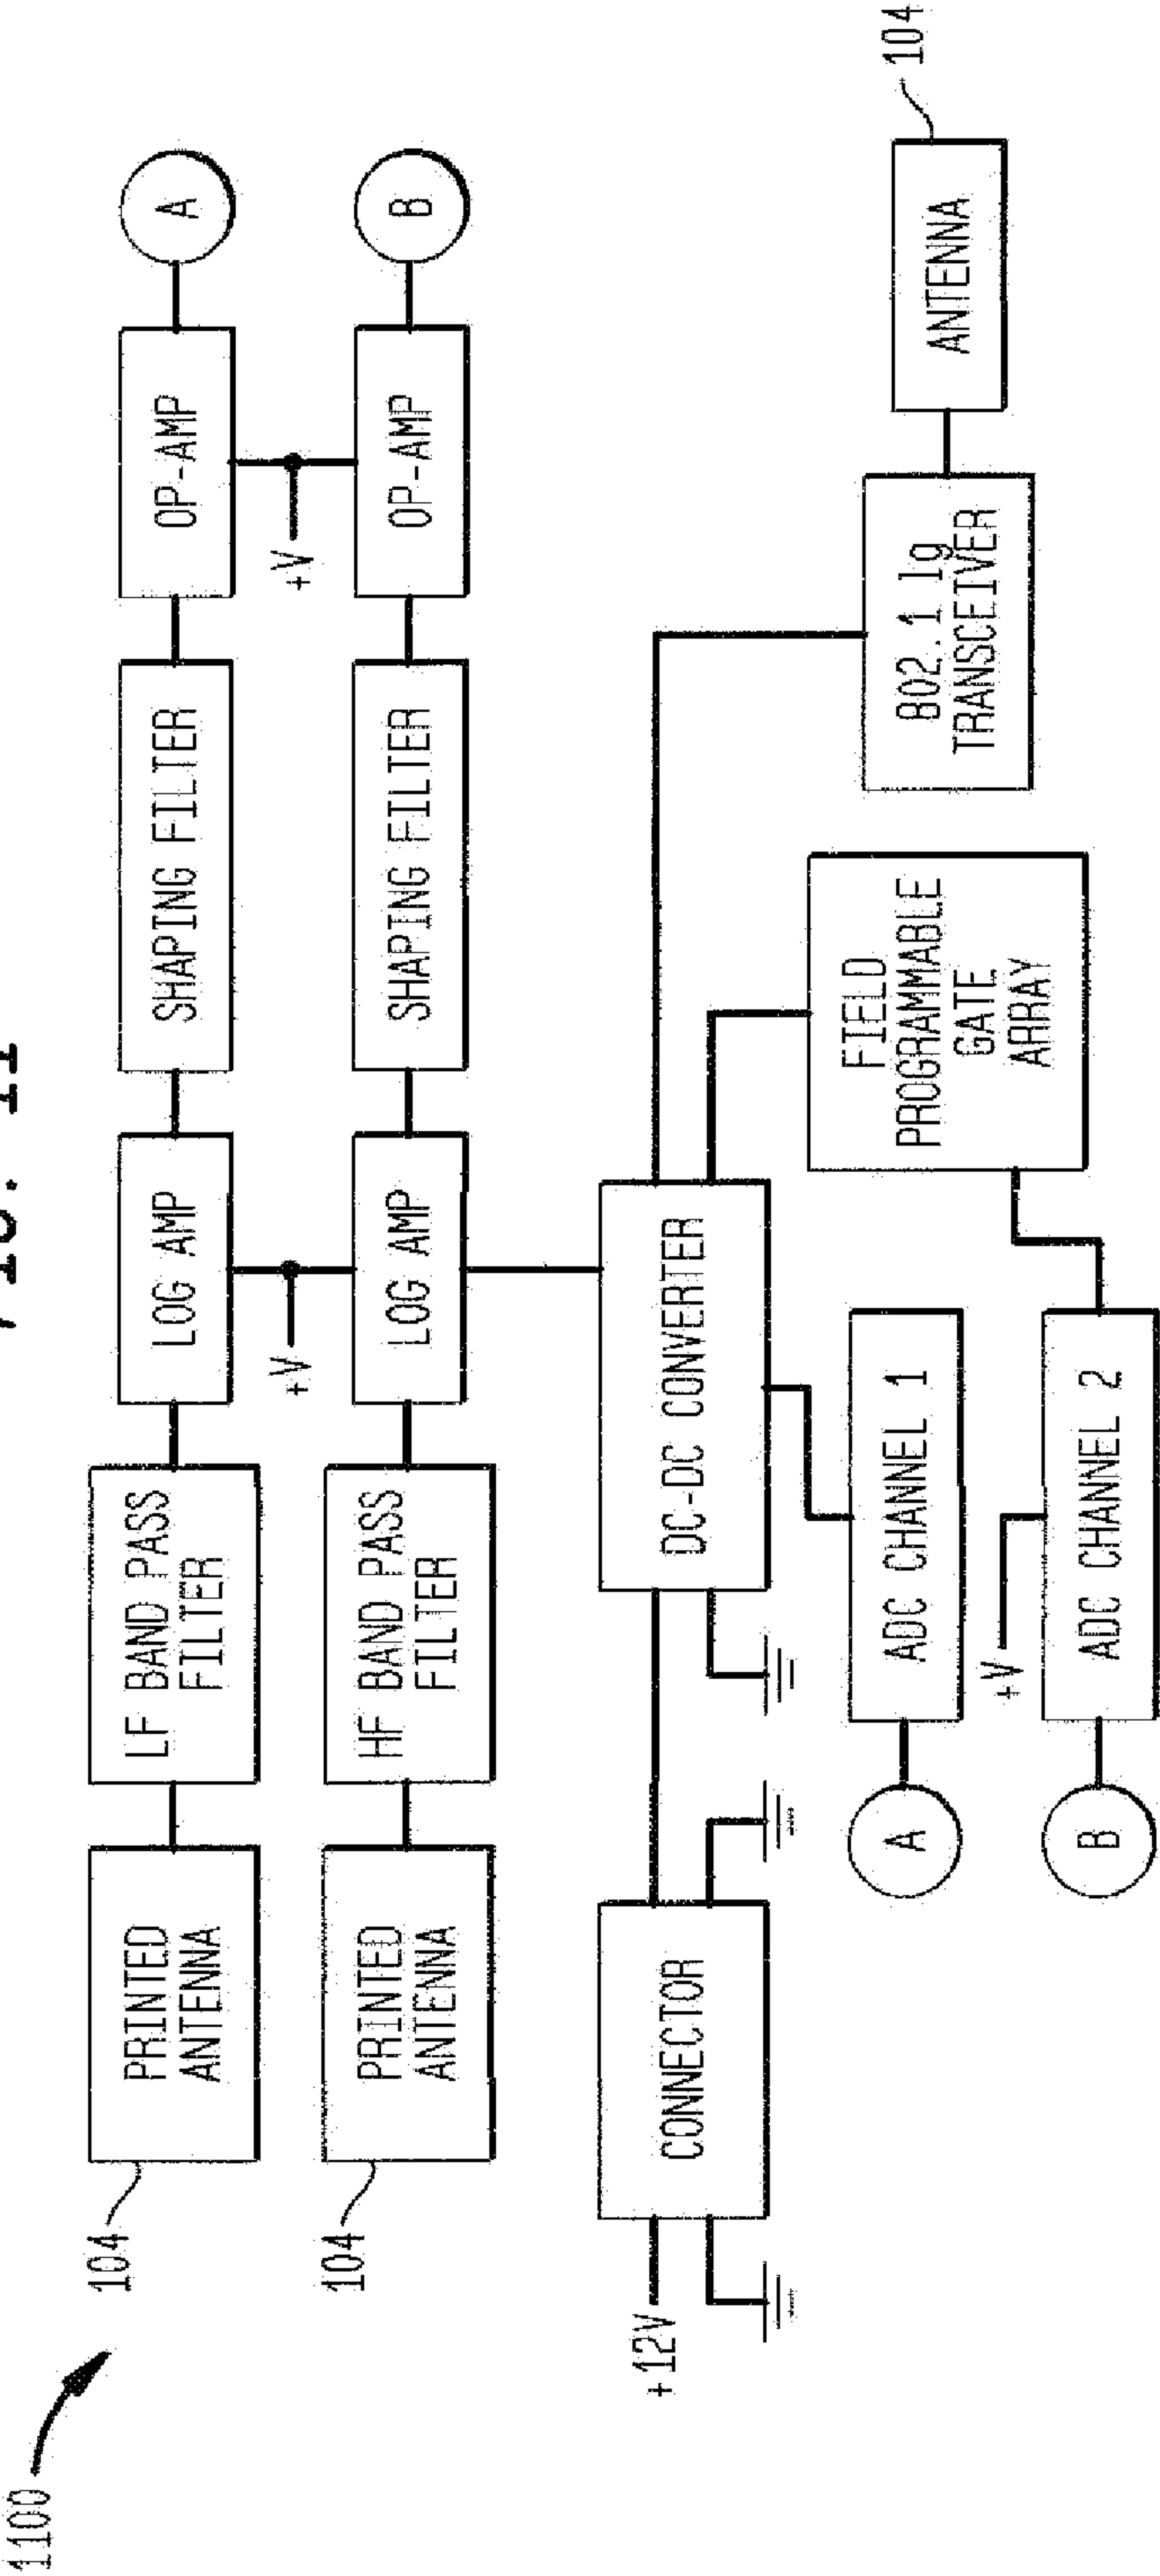 1100
104
PRINTED
ANTENNA
LF BAND PASS
FILTER
LOG AMP
SHAPING FILTER
OP-AMP
A
+V
+V
104
PRINTED
ANTENNA
HF BAND PASS
FILTER
LOG AMP
SHAPING FILTER
OP-AMP
B
+12V
CONNECTOR
DC-DC CONVERTER
A
ADC CHANNEL 1
+V
B
ADC CHANNEL 2
FIELD
PROGRAMMABLE
GATE
ARRAY
802.1 1g
TRANSCEIVER
ANTENNA
104